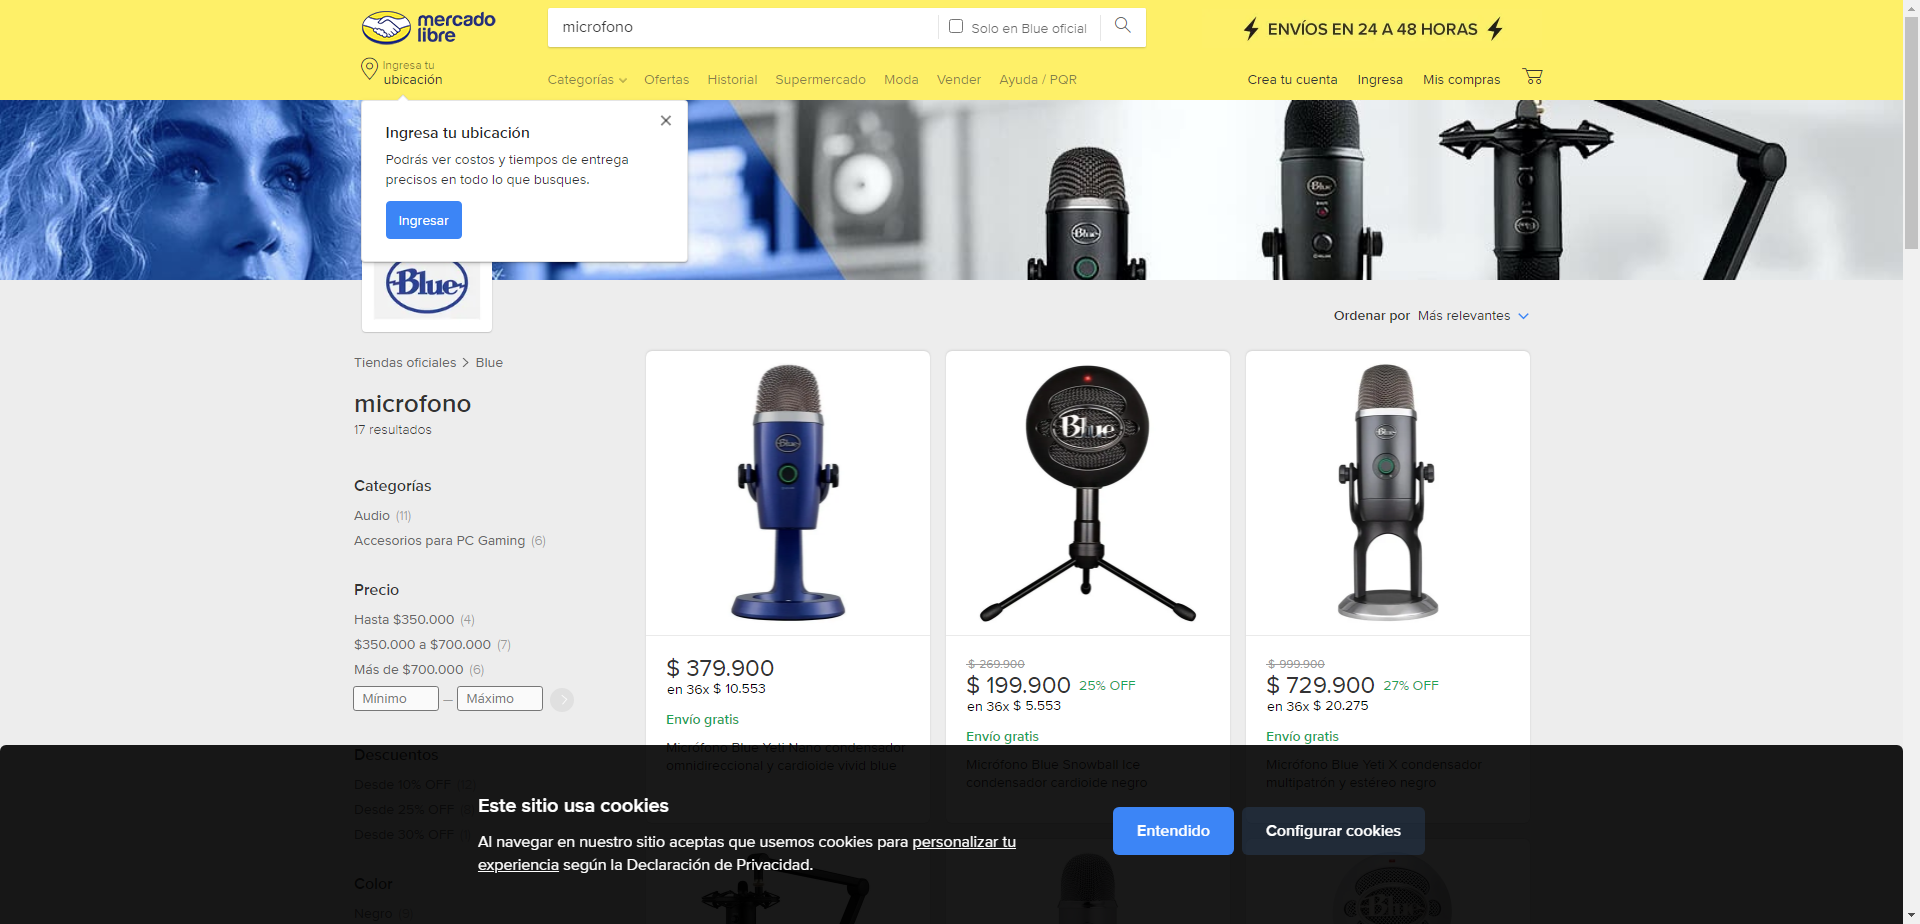 mercado
libre
microfono
Solo en Blue oficial
ENVÍOS EN 24 A 48 HORAS
Ingresa tu
ubicación
Categorías
Ofertas
Historial
Supermercado
Moda
Vender
Ayuda / PQR
Crea tu cuenta
Ingresa
Mis compras
Ingresa tu ubicación
Podrás ver costos y tiempos de entrega
precisos en todo lo que busques.
Ingresar
Blue
Blue
Blue
Ordenar por Más relevantes
Tiendas oficiales > Blue
microfono
17 resultados
Categorías
Audio (11)
Accesorios para PC Gaming (6)
Precio
Hasta $350.000 (4)
$350.000 a $700.000 (7)
Más de $700.000 (6)
Mínimo
—
Máximo
Descuentos
Desde 10% OFF (12)
Desde 25% OFF
Desde 30% OFF
Color
Negro
Blue
$ 379.900
en 36x $ 10.553
Envío gratis
Micrófono Blue Yeti Nano condensador
omnidireccional y cardioide vivid blue
Blue
$ 269.900
$ 199.900 25% OFF
en 36x $ 5.553
Envío gratis
Micrófono Blue Snowball Ice
condensador cardioide negro
Blue
$ 999.900
$ 729.900 27% OFF
en 36x $ 20.275
Envío gratis
Micrófono Blue Yeti X condensador
multipatrón y estéreo negro
Blue
Este sitio usa cookies
Al navegar en nuestro sitio aceptas que usemos cookies para personalizar tu
experiencia según la Declaración de Privacidad.
Entendido
Configurar cookies